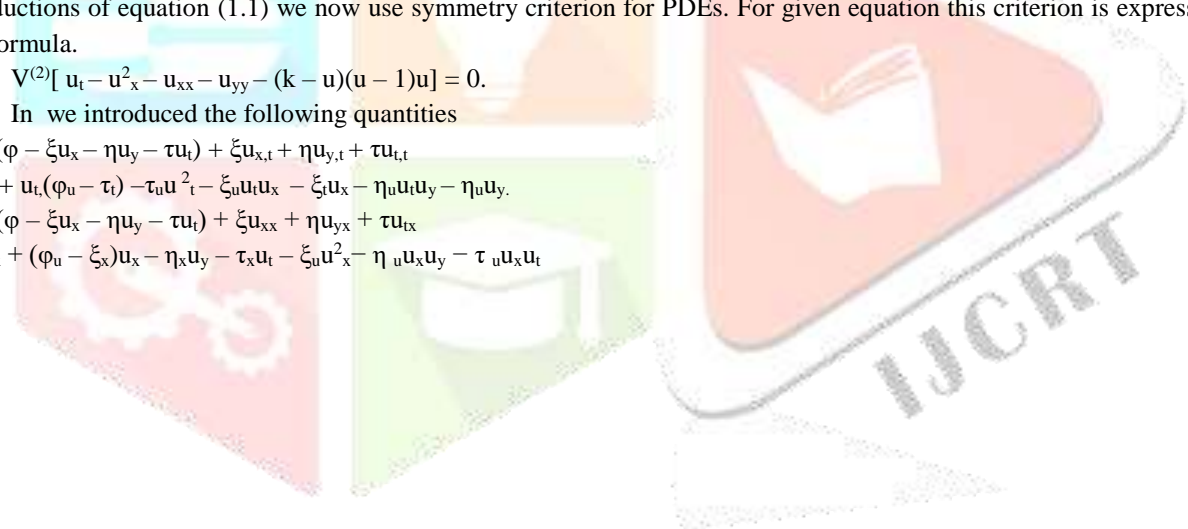 ductions of equation (1.1) we now use symmetry criterion for PDEs. For given equation this criterion is express
ormula.
V⁽²⁾[ uₜ – u²ₓ – uₓₓ – u_yy – (k – u)(u – 1)u] = 0.
In we introduced the following quantities
(φ – ξuₓ – ηu_y – τuₜ) + ξuₓ,ₜ + ηu_y,ₜ + τuₜ,ₜ
+ uₜ,(φᵤ – τₜ) –τᵤu ²ₜ – ξᵤuₜuₓ – ξₜuₓ – ηᵤuₜu_y – ηᵤu_y.
(φ – ξuₓ – ηu_y – τuₜ) + ξuₓₓ + ηu_yx + τuₜₓ
+ (φᵤ – ξₓ)uₓ – ηₓu_y – τₓuₜ – ξᵤu²ₓ– η ᵤuₓu_y – τ ᵤuₓuₜ
IJCRT